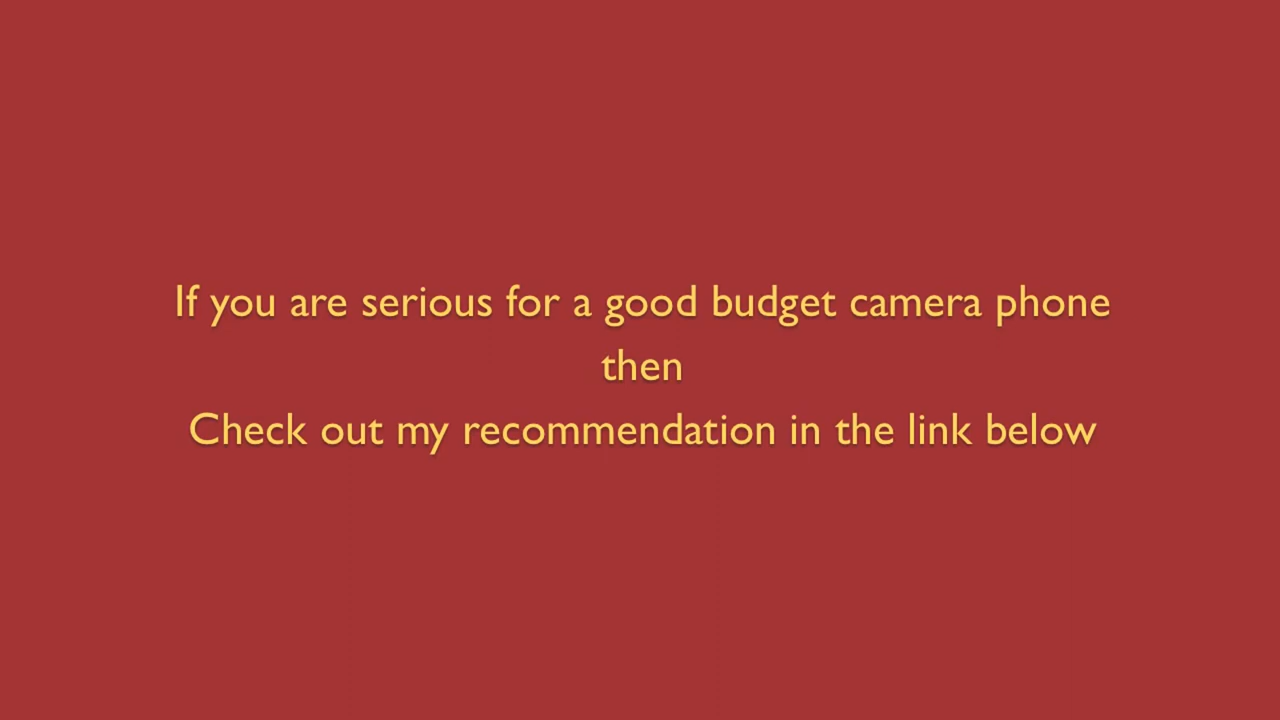 If you are serious for a good budget camera phone
then
Check out my recommendation in the link below